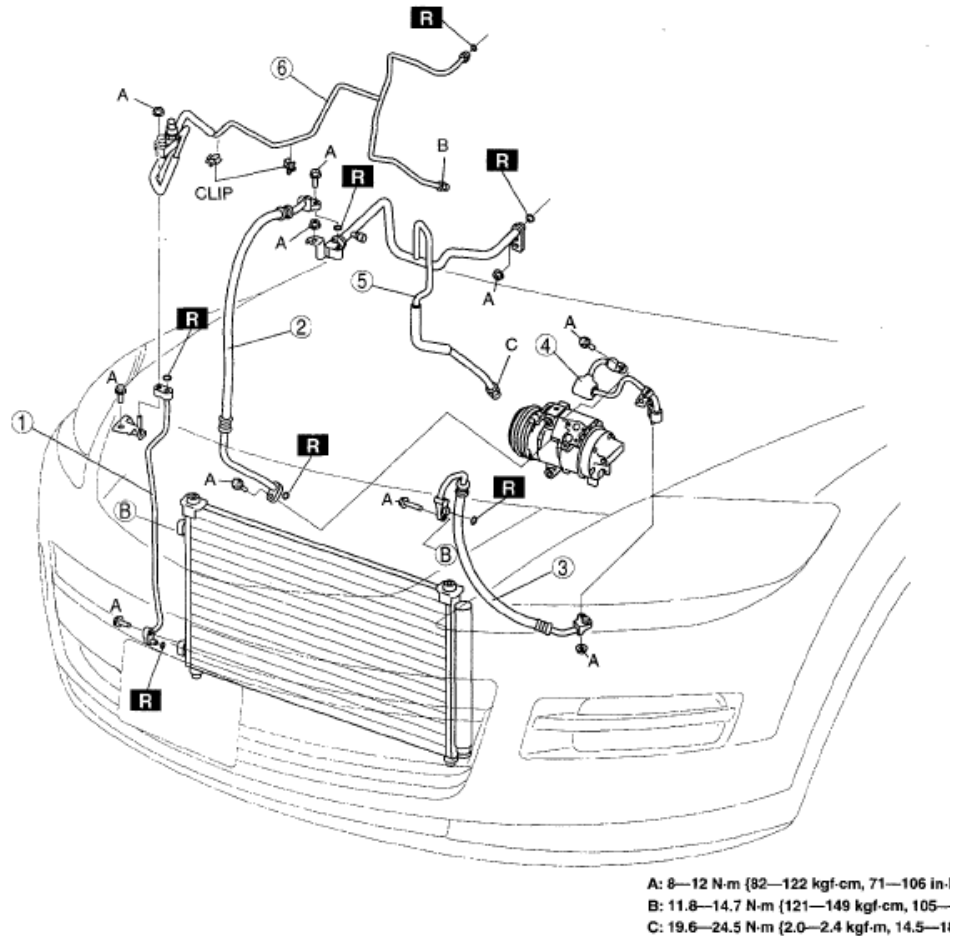 R
6
A
A
B
R
R
CLIP
A
A
5
R
2
A
4
C
A
1
R
A
A
R
B
B
3
A
A
R
A: 8—12 N·m {82—122 kgf·cm, 71—106 in·
B: 11.8—14.7 N·m {121—149 kgf·cm, 105—
C: 19.6—24.5 N·m {2.0—2.4 kgf·m, 14.5—18